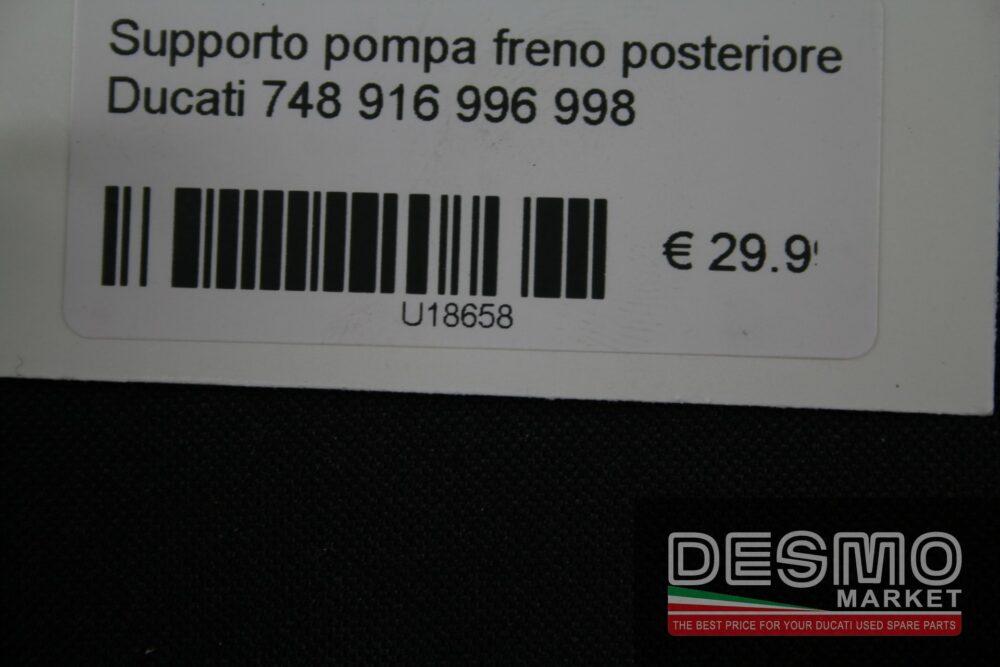 Supporto pompa freno posteriore
Ducati 748 916 996 998
€ 29.9
U18658
DESMO
MARKET
THE BEST PRICE FOR YOUR DUCATI USED SPARE PARTS